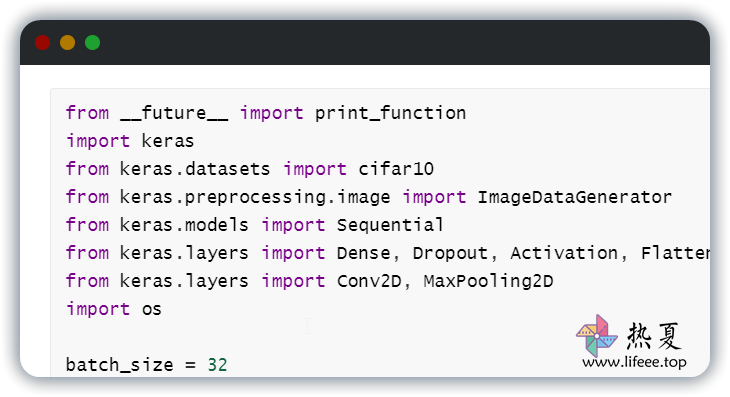 from __future__ import print_function
import keras
from keras.datasets import cifar10
from keras.preprocessing.image import ImageDataGenerator
from keras.models import Sequential
from keras.layers import Dense, Dropout, Activation, Flatten
from keras.layers import Conv2D, MaxPooling2D
import os
batch_size = 32
热夏
www.lifeee.top